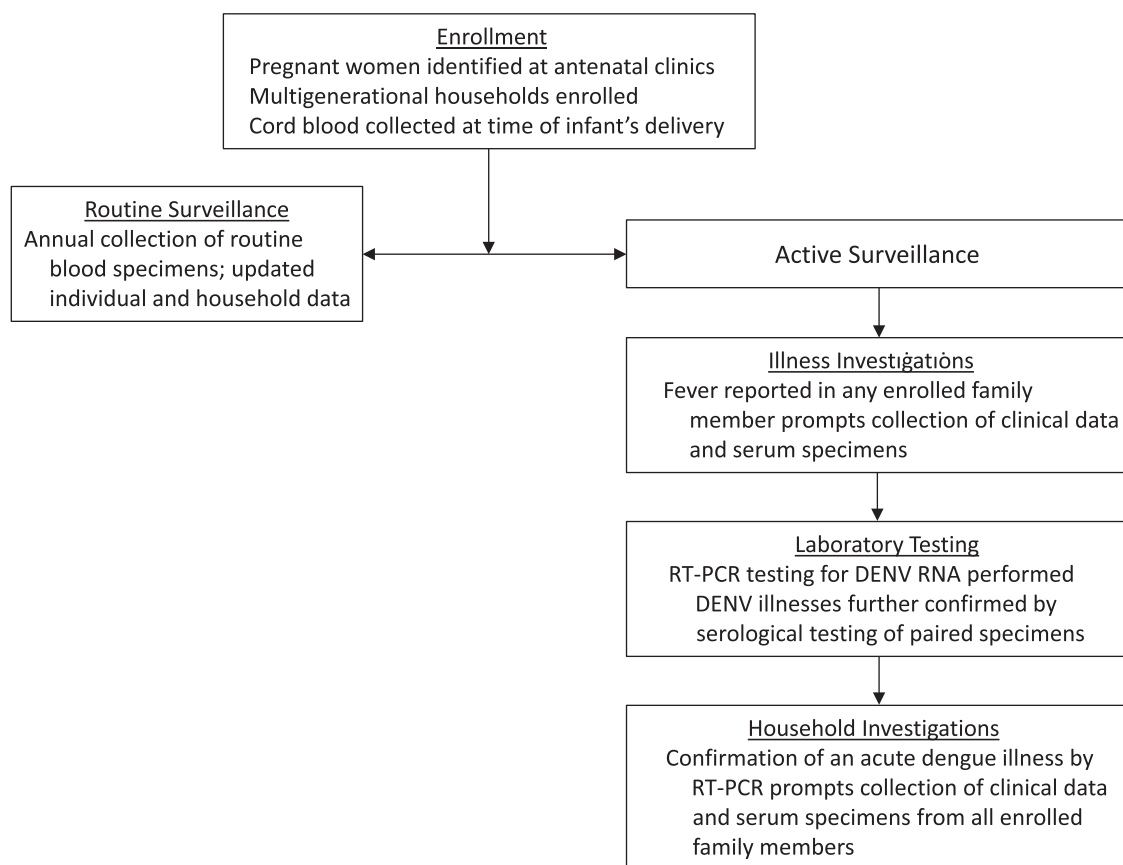 Enrollment
Pregnant women identified at antenatal clinics
Multigenerational households enrolled
Cord blood collected at time of infant's delivery
Routine Surveillance
Annual collection of routine
blood specimens; updated
individual and household data
Active Surveillance
Illness Investigations
Fever reported in any enrolled family
member prompts collection of clinical data
and serum specimens
Laboratory Testing
RT-PCR testing for DENV RNA performed
DENV illnesses further confirmed by
serological testing of paired specimens
Household Investigations
Confirmation of an acute dengue illness by
RT-PCR prompts collection of clinical data
and serum specimens from all enrolled
family members